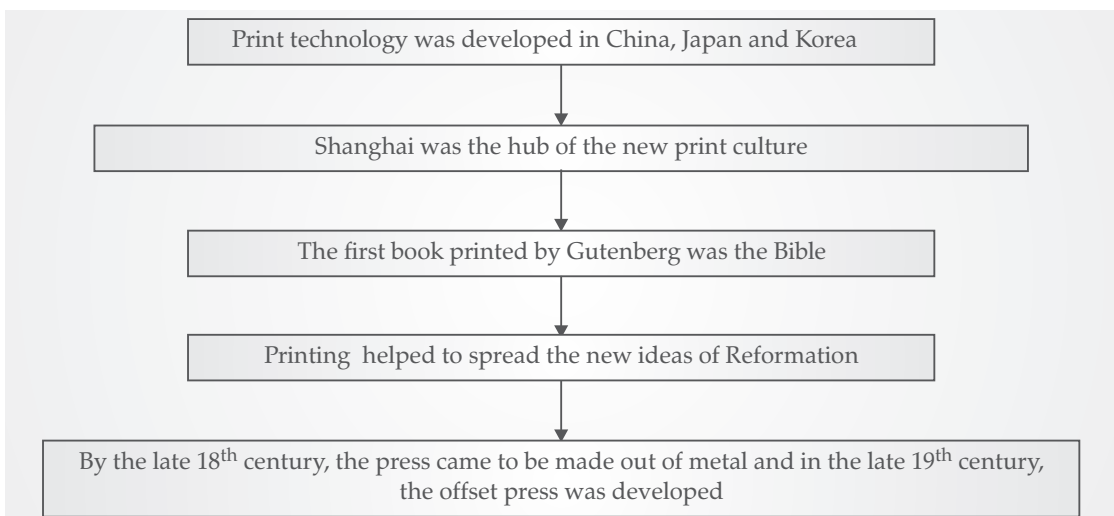 Print technology was developed in China, Japan and Korea
Shanghai was the hub of the new print culture
The first book printed by Gutenberg was the Bible
Printing helped to spread the new ideas of Reformation
By the late 18th century, the press came to be made out of metal and in the late 19th century,
the offset press was developed